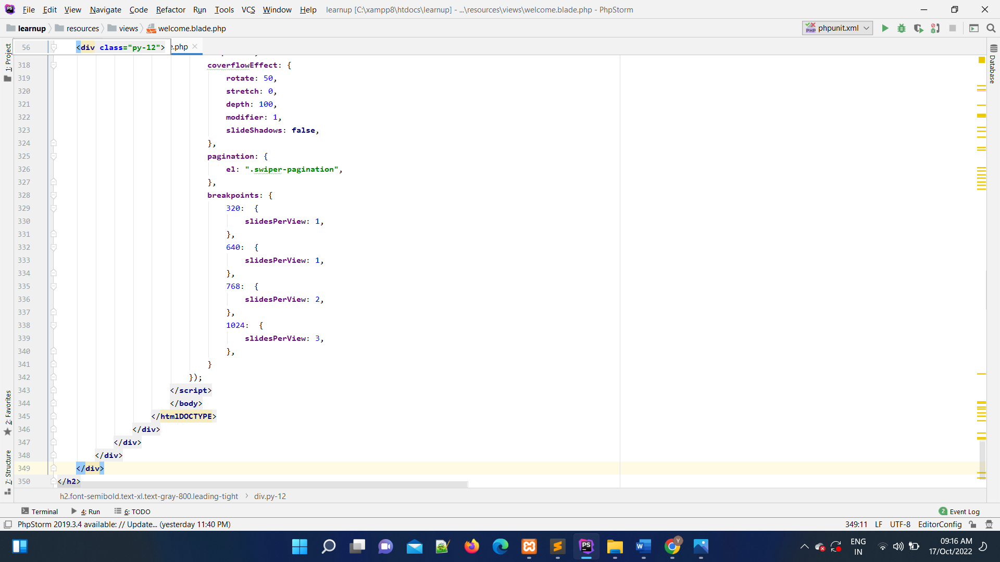 File Edit View Navigate Code Refactor Run Tools VCS Window Help learnup [C:\xampp8\htdocs\learnup] - ...\resources\views\welcome.blade.php - PhpStorm
learnup resources views welcome.blade.php phpunit.xml
1: Project
2: Favorites
7: Structure
Database
56 <div class="py-12"> e.php
318 coverflowEffect: {
319 rotate: 50,
320 stretch: 0,
321 depth: 100,
322 modifier: 1,
323 slideShadows: false,
324 },
325 pagination: {
326 el: ".swiper-pagination",
327 },
328 breakpoints: {
329 320: {
330 slidesPerView: 1,
331 },
332 640: {
333 slidesPerView: 1,
334 },
335 768: {
336 slidesPerView: 2,
337 },
338 1024: {
339 slidesPerView: 3,
340 },
341 }
342 });
343 </script>
344 </body>
345 </htmlDOCTYPE>
346 </div>
347 </div>
348 </div>
349 </div>
350 </h2>
h2.font-semibold.text-xl.text-gray-800.leading-tight div.py-12
Terminal 4: Run 6: TODO 2 Event Log
PhpStorm 2019.3.4 available: // Update... (yesterday 11:40 PM) 349:11 LF UTF-8 EditorConfig
ENG
IN
09:16 AM
17/Oct/2022